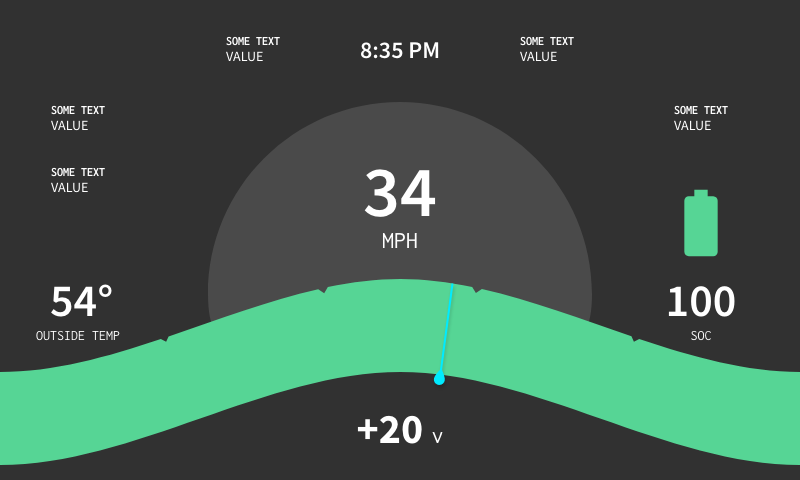 SOME TEXT
VALUE
8:35 PM
SOME TEXT
VALUE
SOME TEXT
VALUE
SOME TEXT
VALUE
SOME TEXT
VALUE
34
MPH
54°
OUTSIDE TEMP
100
SOC
+20 V